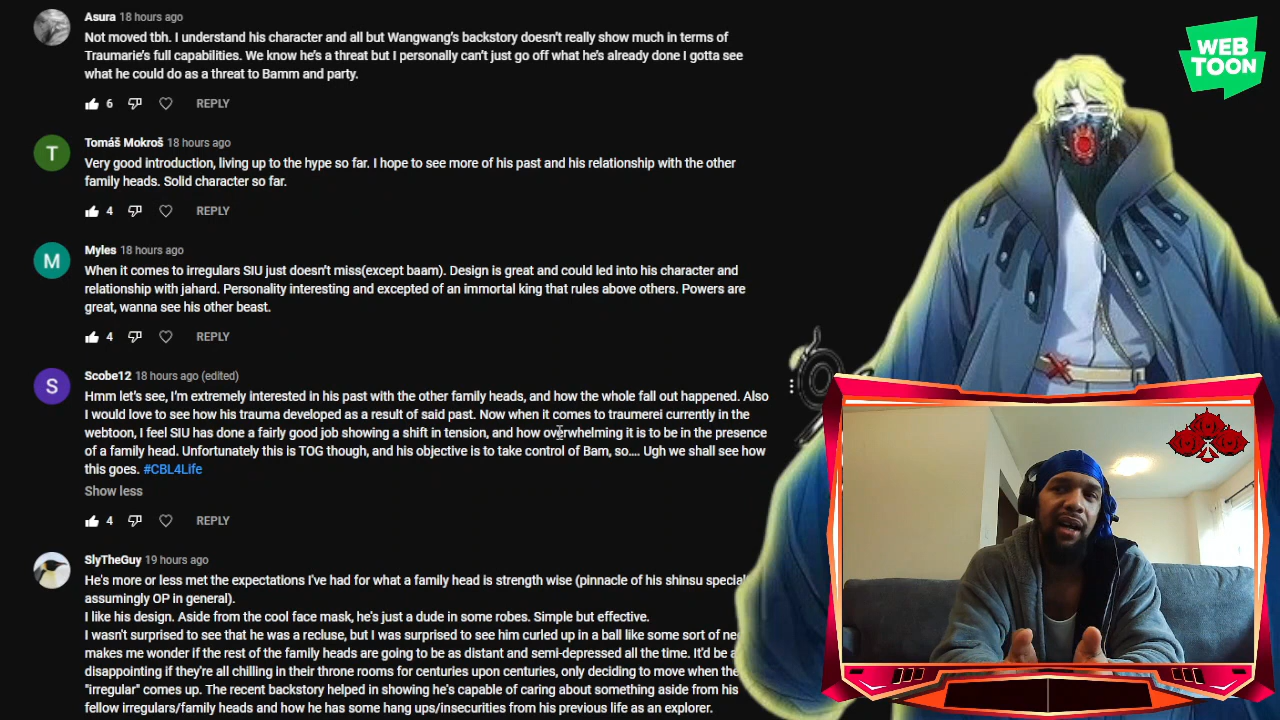 Asura 18 hours ago
Not moved tbh. I understand his character and all but Wangwang's backstory doesn't really show much in terms of
Traumarie's full capabilities. We know he's a threat but I personally can't just go off what he's already done I gotta see
what he could do as a threat to Bamm and party.
6 REPLY
WEB
TOON
T
Tomáš Mokroš 18 hours ago
Very good introduction, living up to the hype so far. I hope to see more of his past and his relationship with the other
family heads. Solid character so far.
4 REPLY
M
Myles 18 hours ago
When it comes to irregulars SIU just doesn't miss(except baam). Design is great and could led into his character and
relationship with jahard. Personality interesting and excepted of an immortal king that rules above others. Powers are
great, wanna see his other beast.
4 REPLY
S
Scobe12 18 hours ago (edited)
Hmm let's see, I'm extremely interested in his past with the other family heads, and how the whole fall out happened. Also
I would love to see how his trauma developed as a result of said past. Now when it comes to traumerei currently in the
webtoon, I feel SIU has done a fairly good job showing a shift in tension, and how overwhelming it is to be in the presence
of a family head. Unfortunately this is TOG though, and his objective is to take control of Bam, so.... Ugh we shall see how
this goes. #CBL4Life
Show less
4 REPLY
SlyTheGuy 19 hours ago
He's more or less met the expectations I've had for what a family head is strength wise (pinnacle of his shinsu
assumingly OP in general).
I like his design. Aside from the cool face mask, he's just a dude in some robes. Simple but effective.
I wasn't surprised to see that he was a recluse, but I was surprised to see him curled up in a ball like some sort of
makes me wonder if the rest of the family heads are going to be as distant and semi-depressed all the time. It'd be
disappointing if they're all chilling in their throne rooms for centuries upon centuries, only deciding to move when the
"irregular" comes up. The recent backstory helped in showing he's capable of caring about something aside from his
fellow irregulars/family heads and how he has some hang ups/insecurities from his previous life as an explorer.